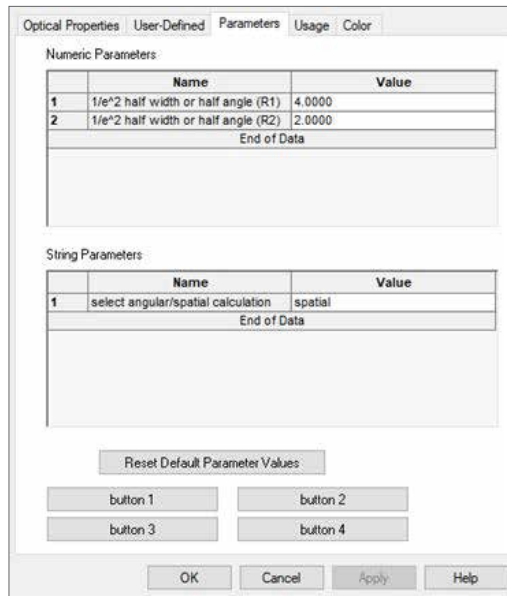 Optical Properties User-Defined Parameters Usage Color
Numeric Parameters
Name Value
1 1/e^2 half width or half angle (R1) 4.0000
2 1/e^2 half width or half angle (R2) 2.0000
End of Data
String Parameters
Name Value
1 select angular/spatial calculation spatial
End of Data
Reset Default Parameter Values
button 1 button 2
button 3 button 4
OK Cancel Apply Help